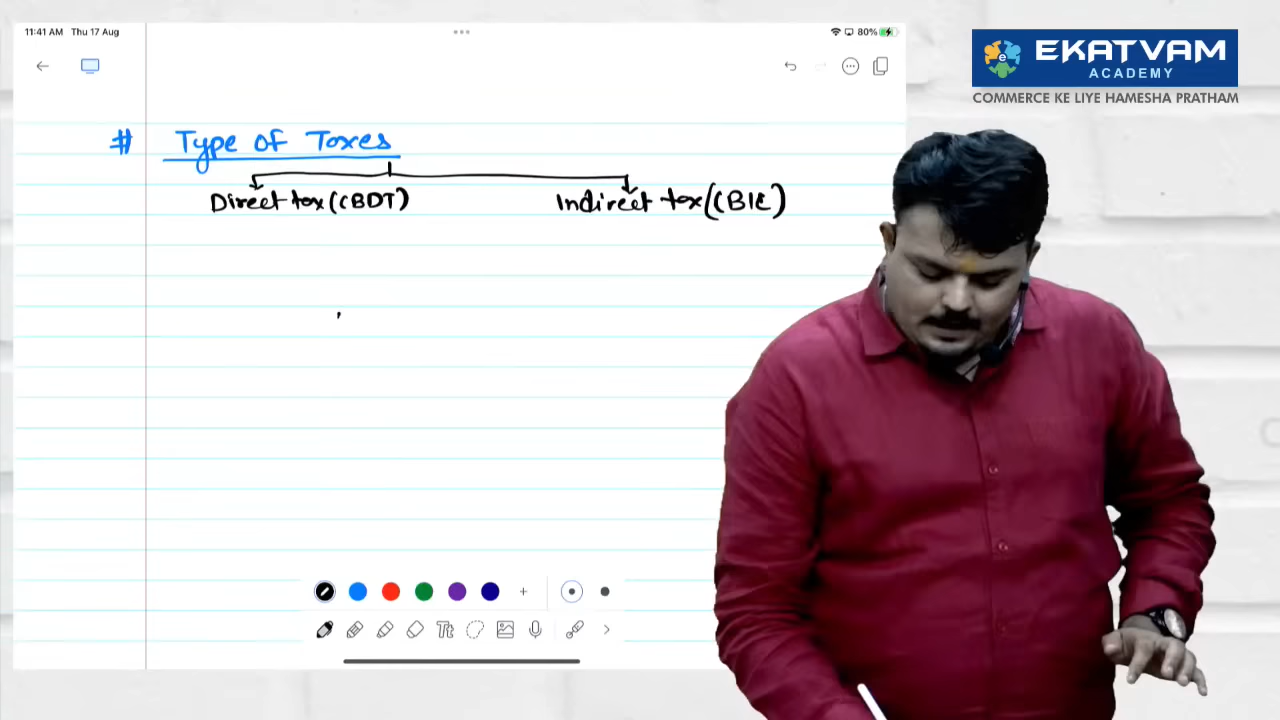 11:41 AM Thu 17 Aug
80%
EKATVAM
ACADEMY
COMMERCE KE LIYE HAMESHA PRATHAM
# Type of Taxes
Direct tax (CBDT)
Indirect tax (CBIC)
Tt